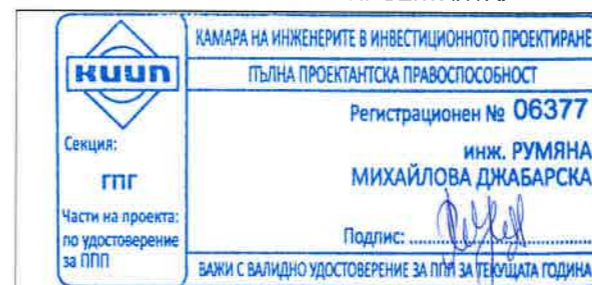 КАМАРА НА ИНЖЕНЕРИТЕ В ИНВЕСТИЦИОННОТО ПРОЕКТИРАНЕ
КИИП
ПЪЛНА ПРОЕКТАНТСКА ПРАВОСПОСОБНОСТ
Регистрационен № 06377
Секция:
ГПГ
инж. РУМЯНА
МИХАЙЛОВА ДЖАБАРСКА
Части на проекта:
по удостоверение
за ППП
Подпис:
ВАЖИ С ВАЛИДНО УДОСТОВЕРЕНИЕ ЗА ППП ЗА ТЕКУЩАТА ГОДИНА